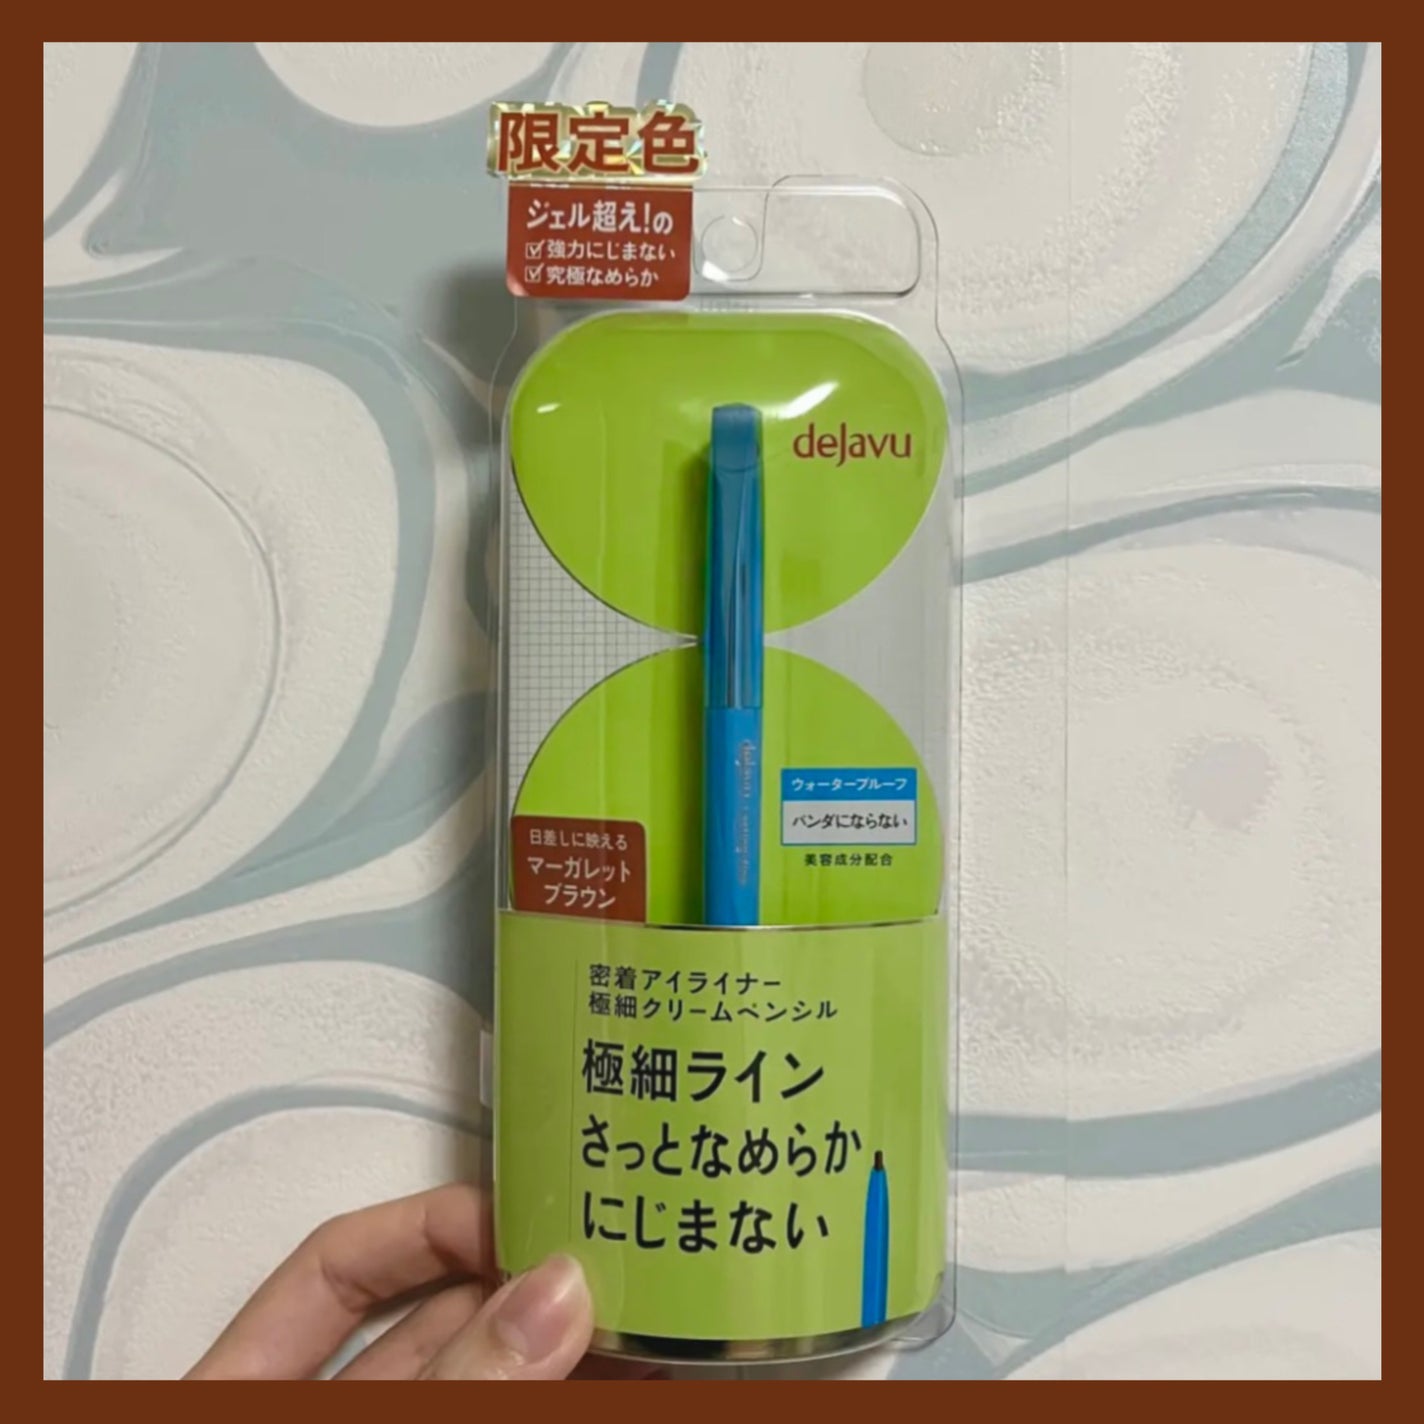 限定色
ジェル超え!の
強力にじまない
究極なめらか
dejavu
ウォータープルーフ
パンダにならない
美容成分配合
日差しに映える
マーガレット
ブラウン
密着アイライナー
極細クリームペンシル
極細ライン
さっとなめらか
にじまない